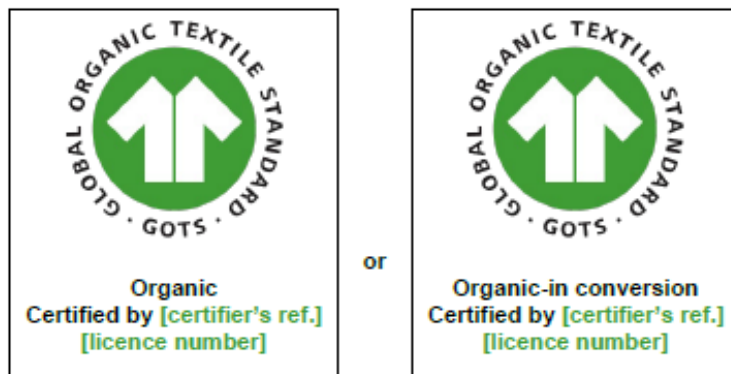 GLOBAL ORGANIC TEXTILE STANDARD · GOTS ·
Organic
Certified by [certifier's ref.]
[licence number]
or
GLOBAL ORGANIC TEXTILE STANDARD · GOTS ·
Organic-in conversion
Certified by [certifier's ref.]
[licence number]